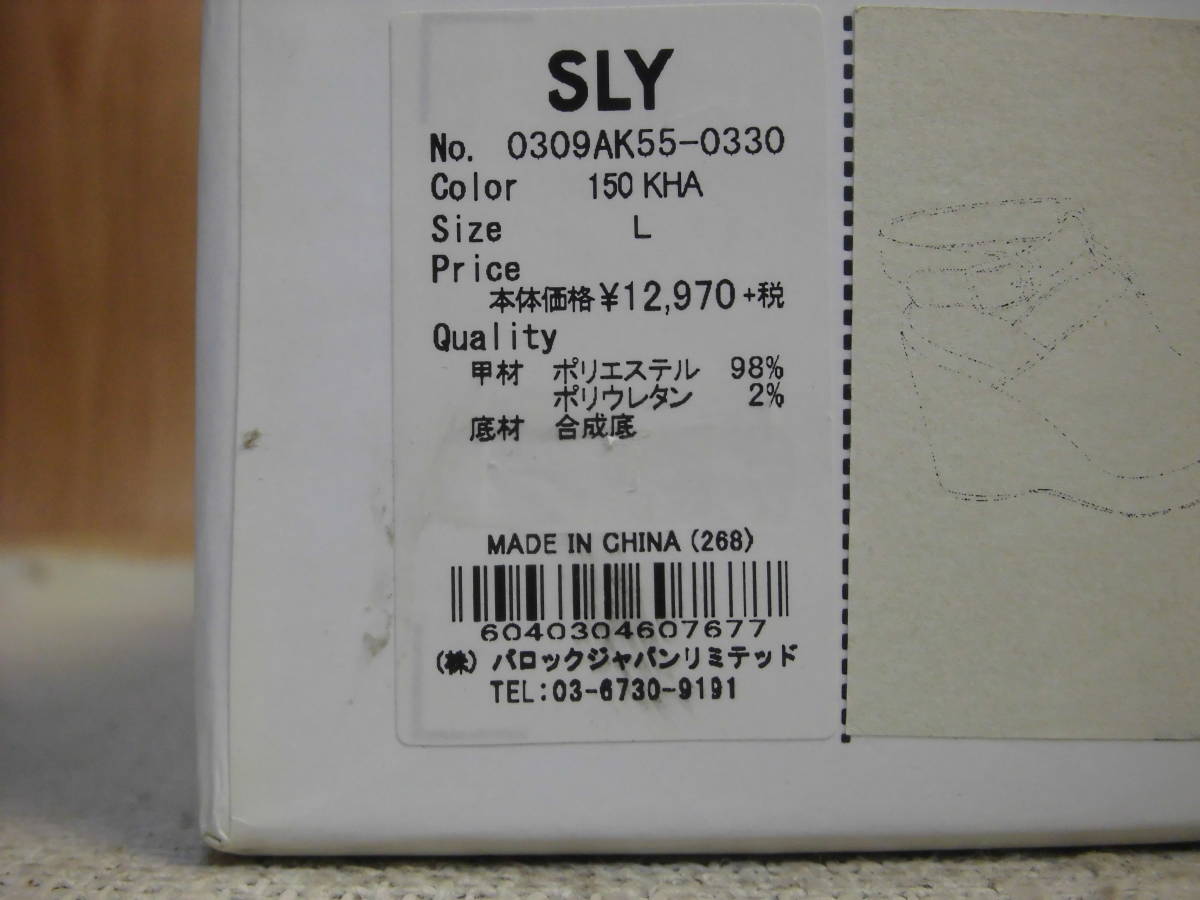 SLY
No. 0309AK55-0330
Color 150 KHA
Size L
Price
本体価格¥12,970+税
Quality
甲材 ポリエステル 98%
ポリウレタン 2%
底材 合成底
MADE IN CHINA (268)
6040304607677
(株) バロックジャパンリミテッド
TEL:03-6730-9191